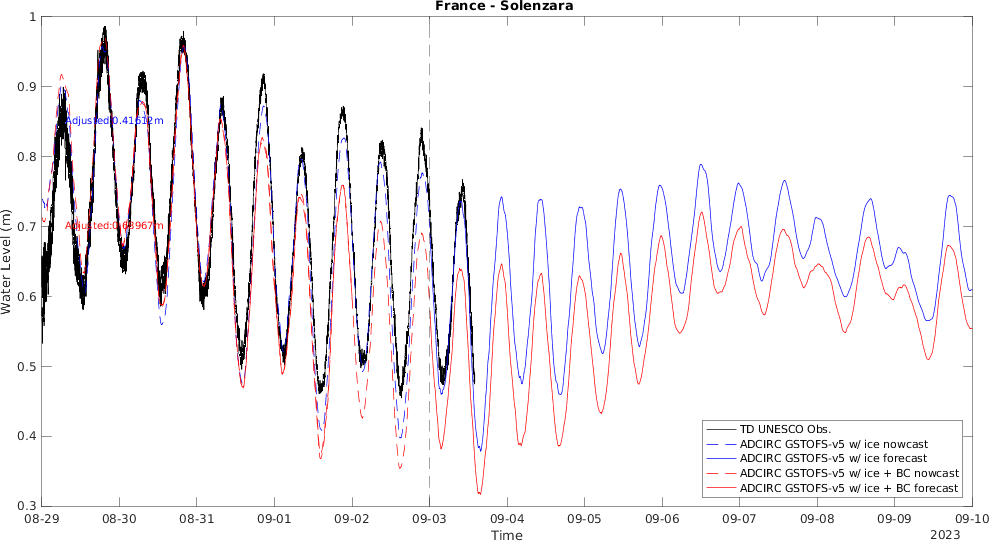 France - Solenzara
1
0.9
0.8
0.7
0.6
0.5
0.4
0.3
Water Level (m)
Adjusted:0.41612m
Adjusted:0.69967m
TD UNESCO Obs.
ADCIRC GSTOFS-v5 w/ ice nowcast
ADCIRC GSTOFS-v5 w/ ice forecast
ADCIRC GSTOFS-v5 w/ ice + BC nowcast
ADCIRC GSTOFS-v5 w/ ice + BC forecast
08-29 08-30 08-31 09-01 09-02 09-03 09-04 09-05 09-06 09-07 09-08 09-09 09-10
Time
2023